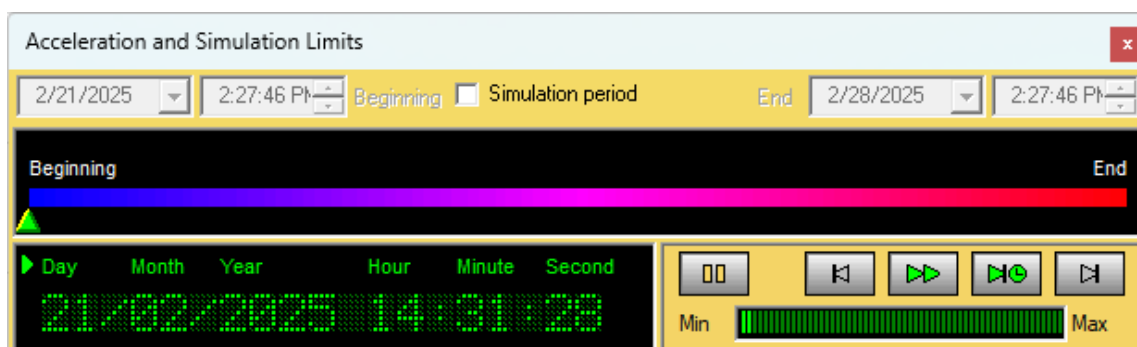 Acceleration and Simulation Limits
x
2/21/2025 2:27:46 PM Beginning Simulation period End 2/28/2025 2:27:46 PM
Beginning End
Day Month Year Hour Minute Second
21/02/2025 14:31:28
Min Max